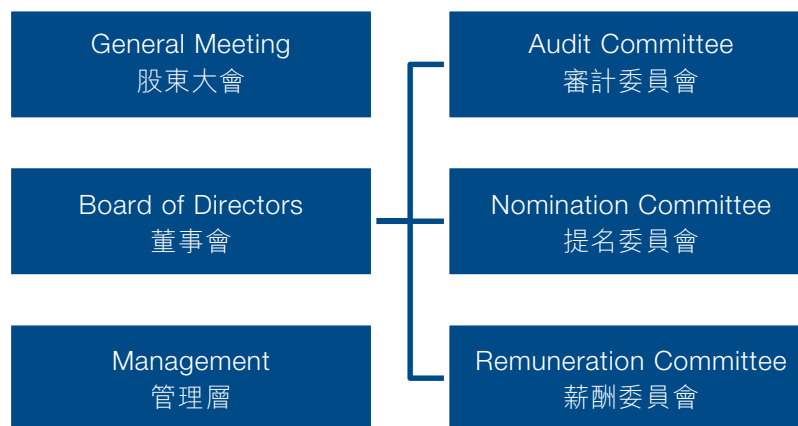 General Meeting
股東大會
Audit Committee
審計委員會
Board of Directors
董事會
Nomination Committee
提名委員會
Management
管理層
Remuneration Committee
薪酬委員會